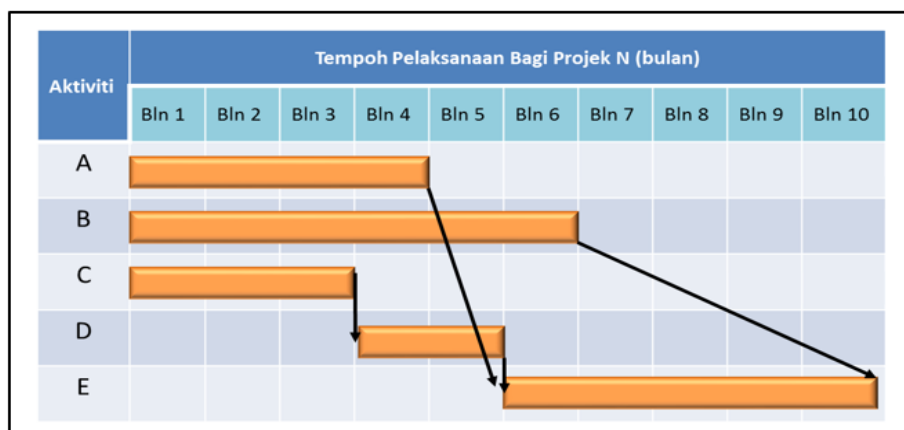 Aktiviti
Tempoh Pelaksanaan Bagi Projek N (bulan)
Bln 1 Bln 2 Bln 3 Bln 4 Bln 5 Bln 6 Bln 7 Bln 8 Bln 9 Bln 10
A
B
C
D
E